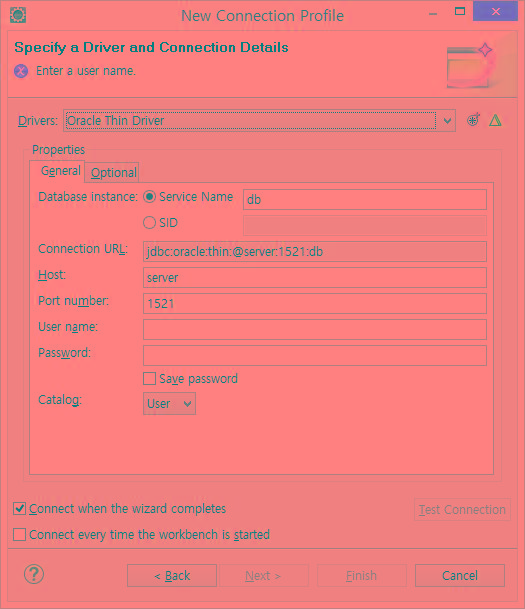 New Connection Profile
Specify a Driver and Connection Details
Enter a user name.
Drivers: Oracle Thin Driver
Properties
General Optional
Database instance: Service Name db
SID
Connection URL: jdbc:oracle:thin:@server:1521:db
Host: server
Port number: 1521
User name:
Password:
Save password
Catalog: User
Connect when the wizard completes Test Connection
Connect every time the workbench is started
? < Back Next > Finish Cancel